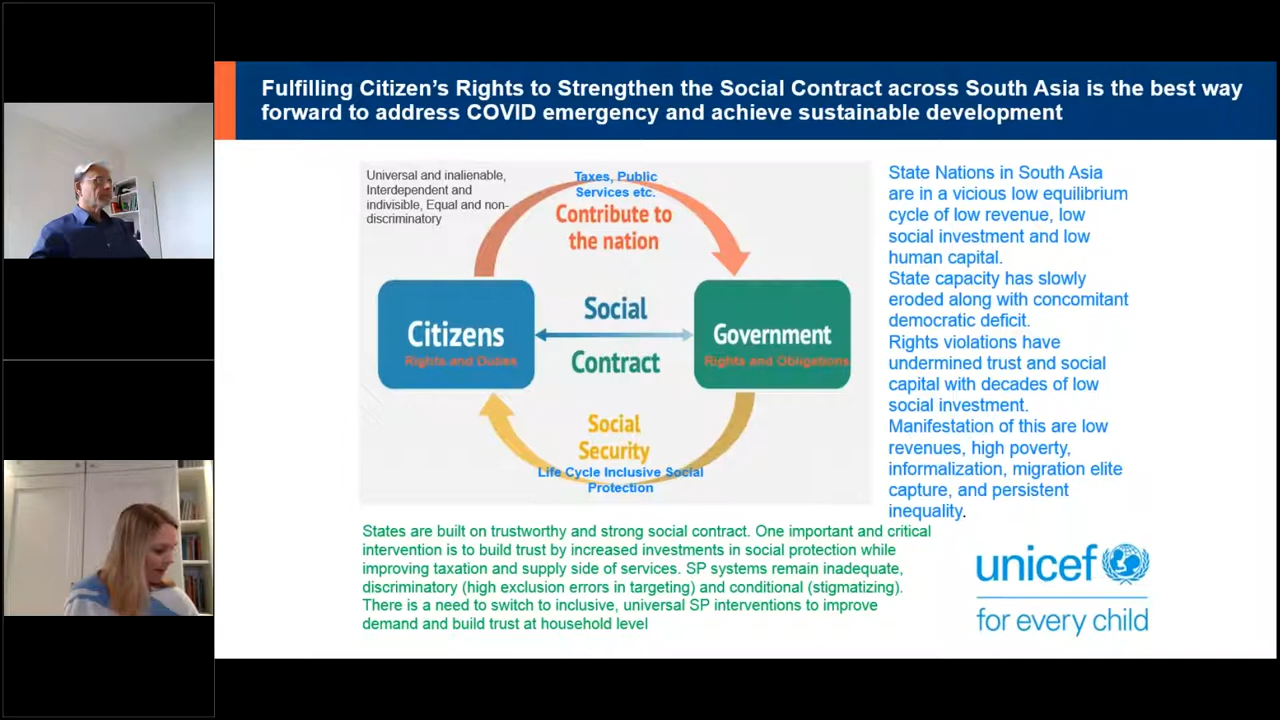 Fulfilling Citizen's Rights to Strengthen the Social Contract across South Asia is the best way
forward to address COVID emergency and achieve sustainable development
Universal and inalienable,
Interdependent and
indivisible, Equal and non-
discriminatory
Taxes, Public
Services etc.
Contribute to
the nation
Citizens
Rights and Duties
Social
Contract
Government
Rights and Obligations
Social
Security
Life Cycle Inclusive Social
Protection
State Nations in South Asia
are in a vicious low equilibrium
cycle of low revenue, low
social investment and low
human capital.
State capacity has slowly
eroded along with concomitant
democratic deficit.
Rights violations have
undermined trust and social
capital with decades of low
social investment.
Manifestation of this are low
revenues, high poverty,
informalization, migration elite
capture, and persistent
inequality.
States are built on trustworthy and strong social contract. One important and critical
intervention is to build trust by increased investments in social protection while
improving taxation and supply side of services. SP systems remain inadequate,
discriminatory (high exclusion errors in targeting) and conditional (stigmatizing).
There is a need to switch to inclusive, universal SP interventions to improve
demand and build trust at household level
unicef
for every child